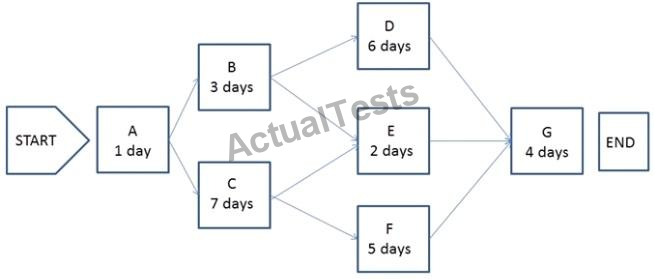 START
A
1 day
B
3 days
C
7 days
D
6 days
E
2 days
F
5 days
G
4 days
END
ActualTests